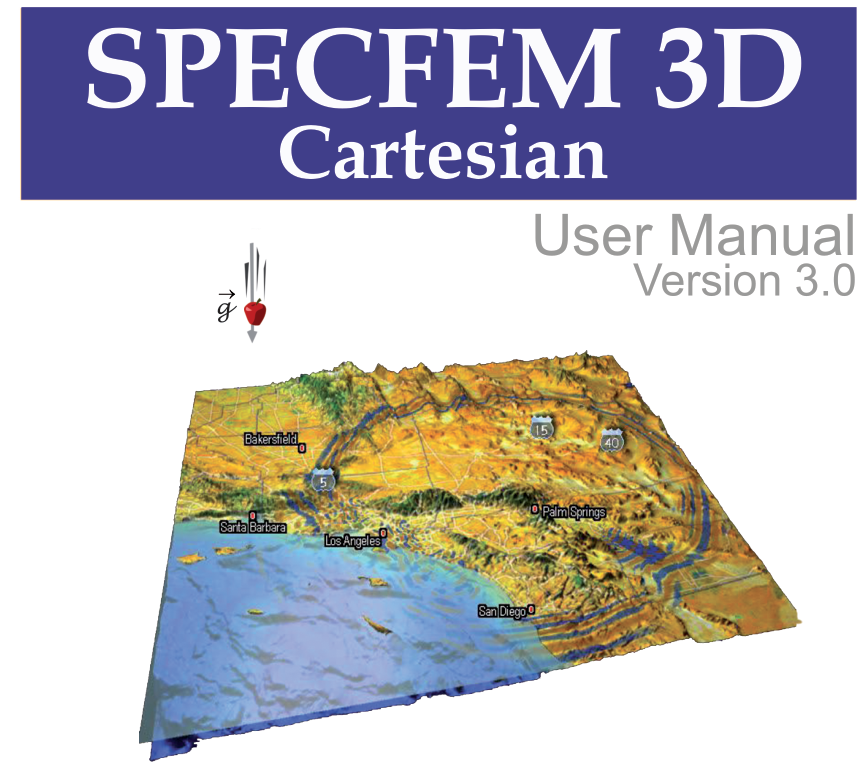 SPECFEM 3D
Cartesian
User Manual
Version 3.0
g
Bakersfield
15
40
5
Santa Barbara
Palm Springs
Los Angeles
San Diego